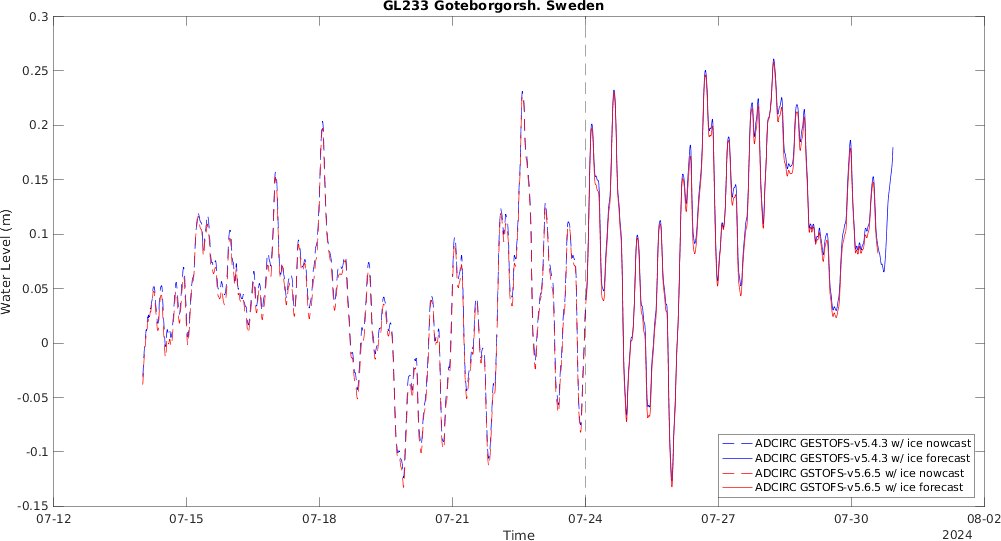 GL233 Goteborgorsh. Sweden
0.3
0.25
0.2
0.15
0.1
0.05
0
-0.05
-0.1
-0.15
Water Level (m)
07-12 07-15 07-18 07-21 07-24 07-27 07-30 08-02
Time
2024
ADCIRC GESTOFS-v5.4.3 w/ ice nowcast
ADCIRC GESTOFS-v5.4.3 w/ ice forecast
ADCIRC GSTOFS-v5.6.5 w/ ice nowcast
ADCIRC GSTOFS-v5.6.5 w/ ice forecast